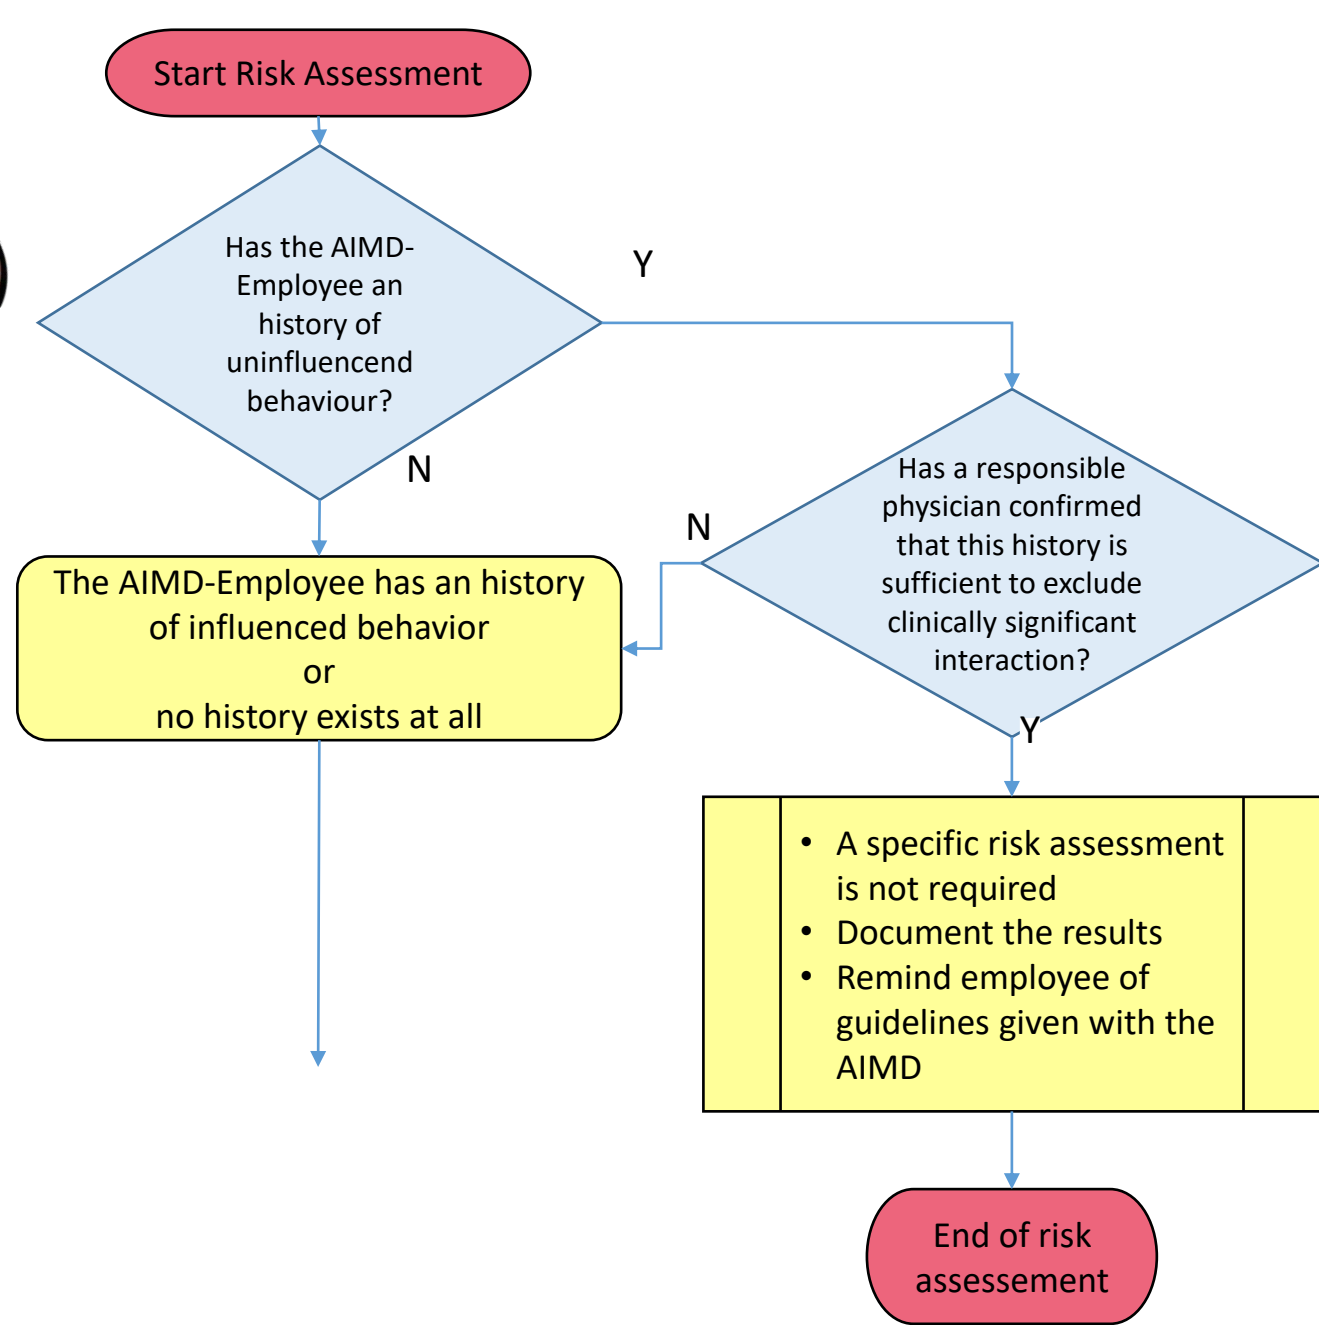 Start Risk Assessment
Has the AIMD-
Employee an
history of
uninfluencend
behaviour?
Y
N
Has a responsible
physician confirmed
that this history is
sufficient to exclude
clinically significant
interaction?
N
Y
The AIMD-Employee has an history
of influenced behavior
or
no history exists at all
• A specific risk assessment
is not required
• Document the results
• Remind employee of
guidelines given with the
AIMD
End of risk
assessement